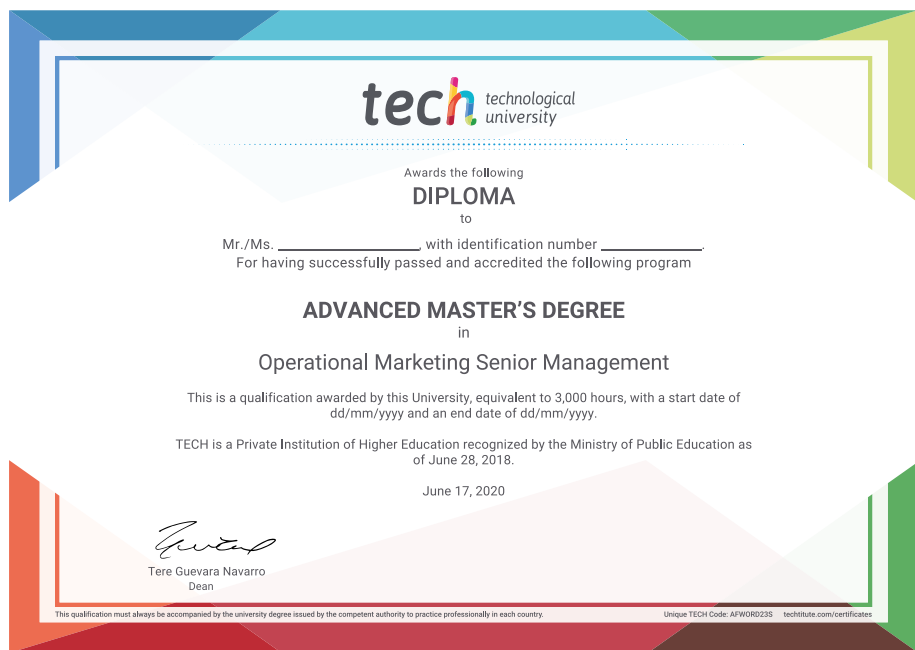 tech technological
university
Awards the following
DIPLOMA
to
Mr./Ms. ____________________, with identification number ______________.
For having successfully passed and accredited the following program
ADVANCED MASTER'S DEGREE
in
Operational Marketing Senior Management
This is a qualification awarded by this University, equivalent to 3,000 hours, with a start date of
dd/mm/yyyy and an end date of dd/mm/yyyy.
TECH is a Private Institution of Higher Education recognized by the Ministry of Public Education as
of June 28, 2018.
June 17, 2020
Tere Guevara Navarro
Dean
This qualification must always be accompanied by the university degree issued by the competent authority to practice professionally in each country. Unique TECH Code: AFWORD23S techtitute.com/certificates